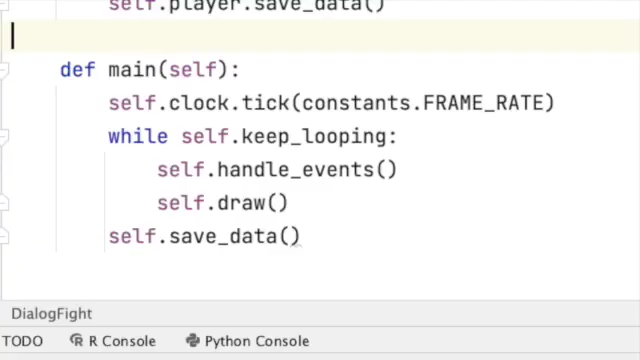 self.player.save_data()
def main(self):
self.clock.tick(constants.FRAME_RATE)
while self.keep_looping:
self.handle_events()
self.draw()
self.save_data()
DialogFight
TODO R Console Python Console